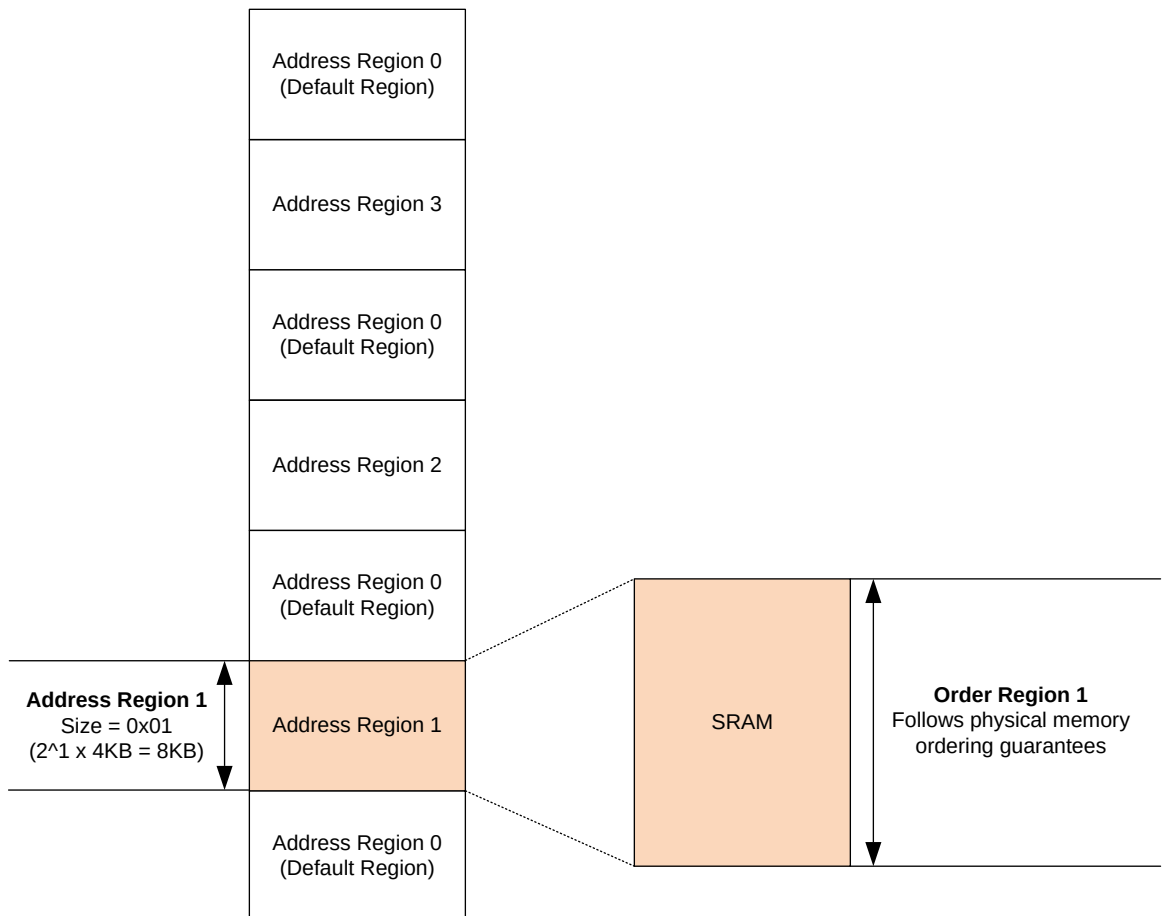 Address Region 0
(Default Region)
Address Region 3
Address Region 0
(Default Region)
Address Region 2
Address Region 0
(Default Region)
Address Region 1
Size = 0x01
(2^1 x 4KB = 8KB)
Address Region 1
SRAM
Order Region 1
Follows physical memory
ordering guarantees
Address Region 0
(Default Region)